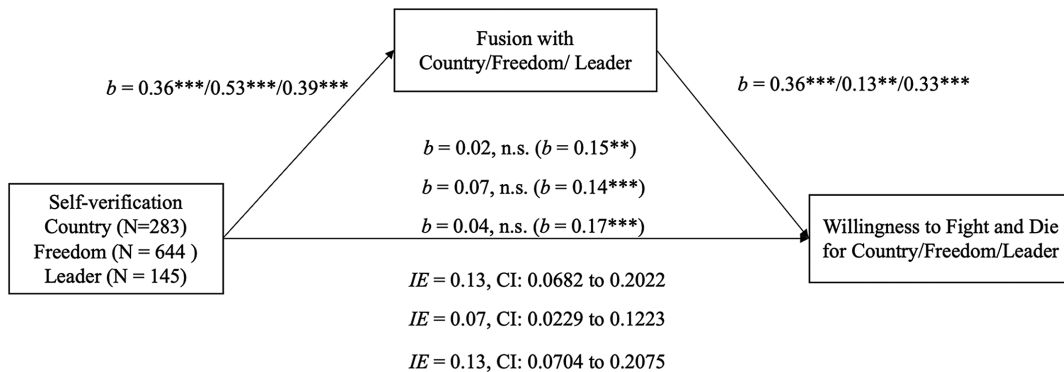 Fusion with
Country/Freedom/ Leader
b = 0.36***/0.53***/0.39***
b = 0.36***/0.13**/0.33***
b = 0.02, n.s. (b = 0.15**)
b = 0.07, n.s. (b = 0.14***)
b = 0.04, n.s. (b = 0.17***)
Self-verification
Country (N=283)
Freedom (N = 644 )
Leader (N = 145)
Willingness to Fight and Die
for Country/Freedom/Leader
IE = 0.13, CI: 0.0682 to 0.2022
IE = 0.07, CI: 0.0229 to 0.1223
IE = 0.13, CI: 0.0704 to 0.2075